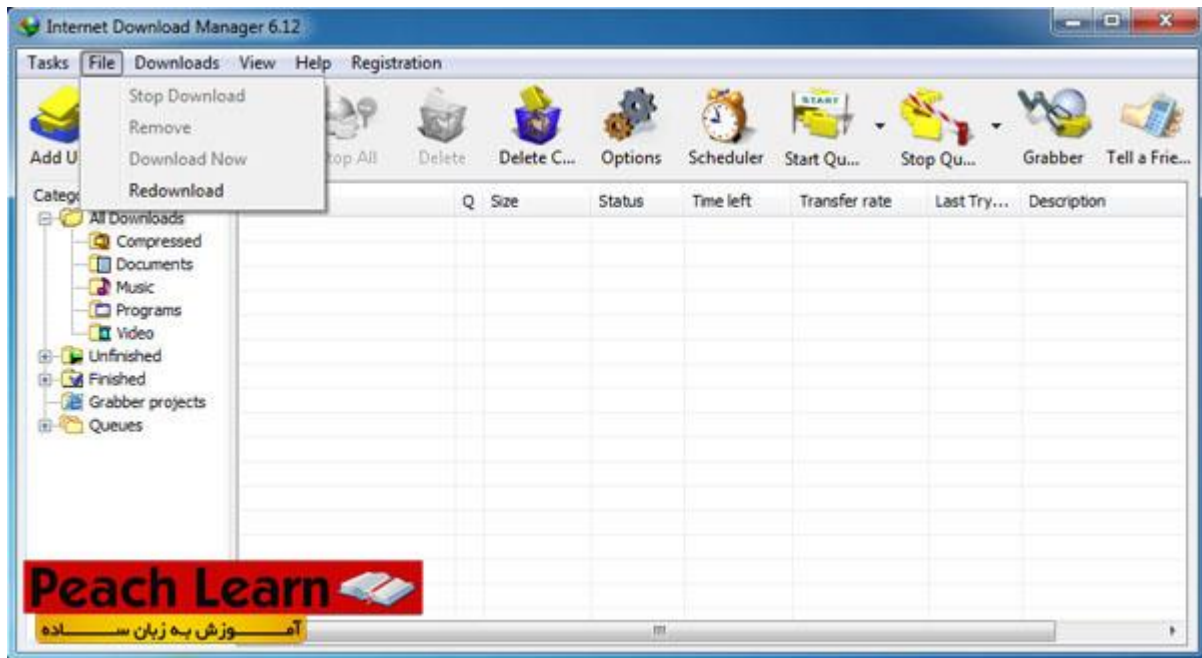 Internet Download Manager 6.12
Tasks File Downloads View Help Registration
Stop Download
Remove
Download Now
Redownload
START
Add U
top All Delete Delete C... Options Scheduler Start Qu... Stop Qu... Grabber Tell a Frie...
Catego
Q Size Status Time left Transfer rate Last Try... Description
All Downloads
Compressed
Documents
Music
Programs
Video
Unfinished
Finished
Grabber projects
Queues
Peach Learn
آمـــــوزش به زبان ســـــاده